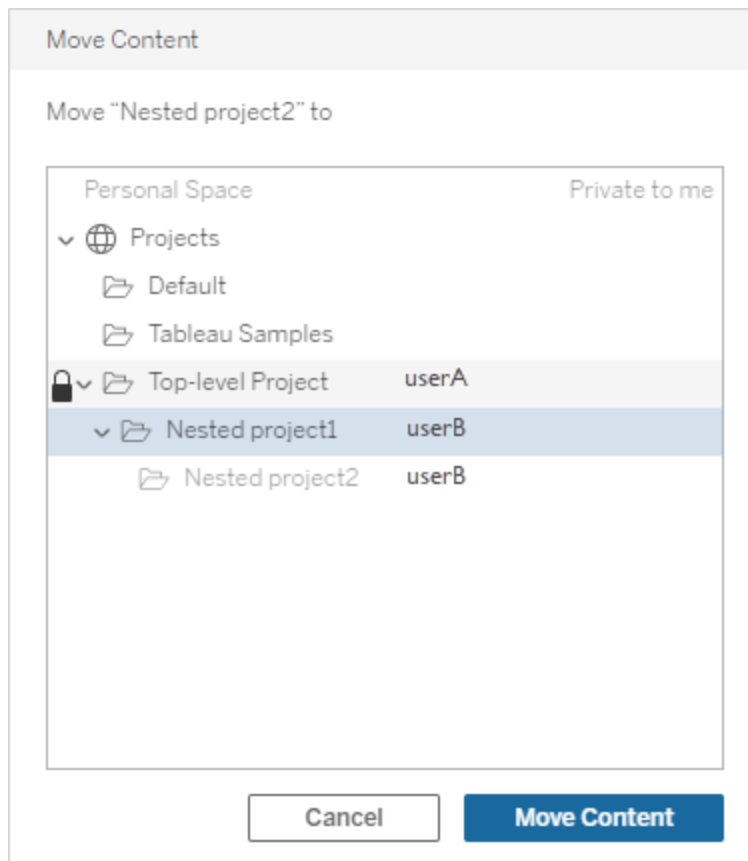 Move Content
Move “Nested project2” to
Personal Space Private to me
Projects
Default
Tableau Samples
Top-level Project userA
Nested project1 userB
Nested project2 userB
Cancel Move Content